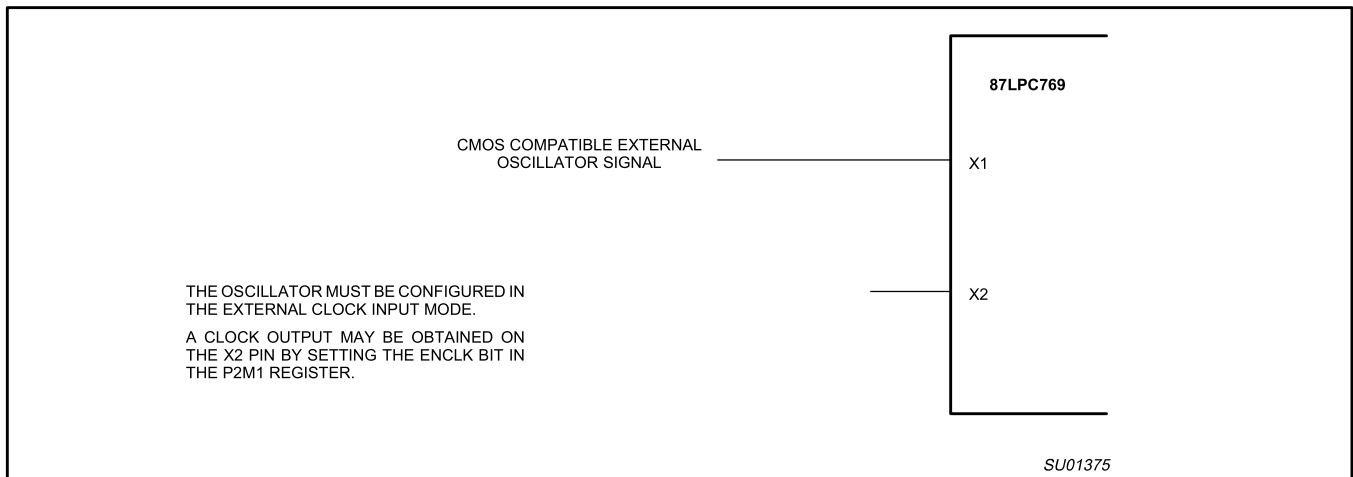 87LPC769
CMOS COMPATIBLE EXTERNAL
OSCILLATOR SIGNAL
X1
THE OSCILLATOR MUST BE CONFIGURED IN
THE EXTERNAL CLOCK INPUT MODE.
X2
A CLOCK OUTPUT MAY BE OBTAINED ON
THE X2 PIN BY SETTING THE ENCLK BIT IN
THE P2M1 REGISTER.
SU01375